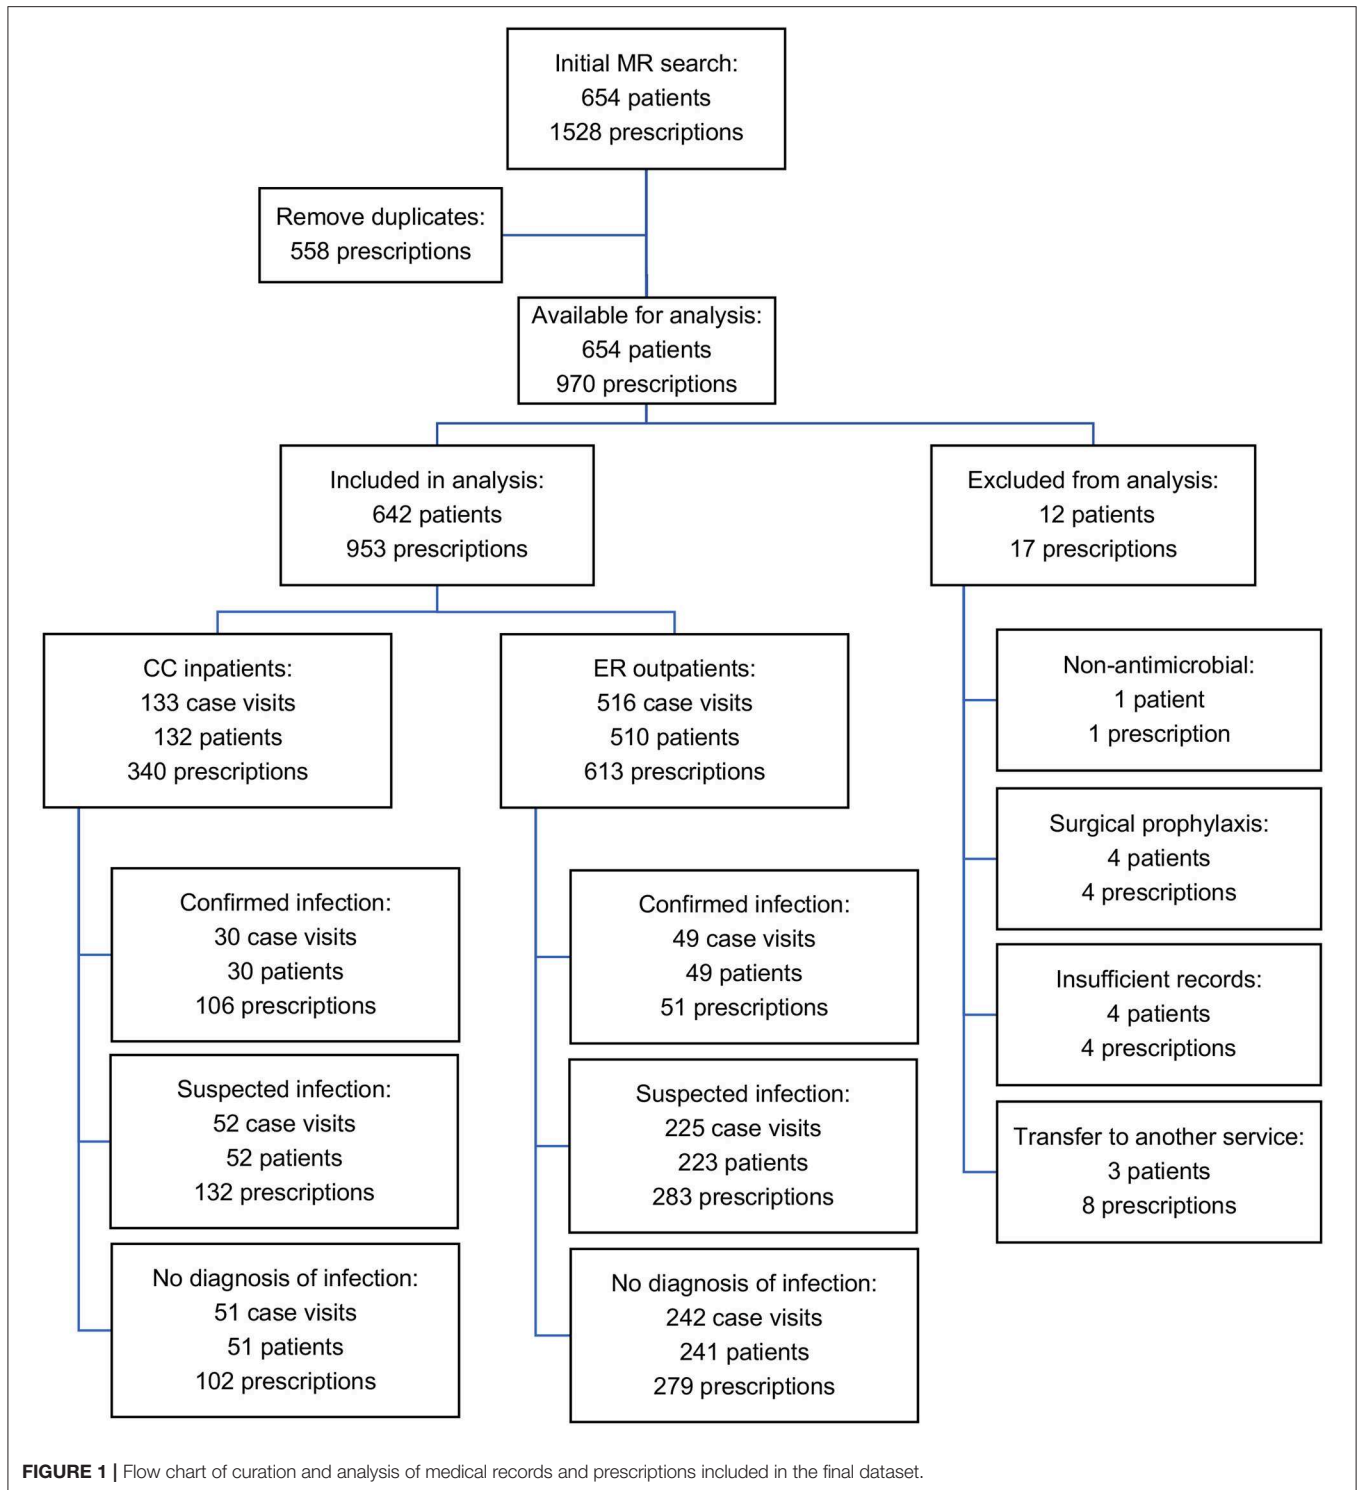 Initial MR search:
654 patients
1528 prescriptions
Remove duplicates:
558 prescriptions
Available for analysis:
654 patients
970 prescriptions
Included in analysis:
642 patients
953 prescriptions
Excluded from analysis:
12 patients
17 prescriptions
CC inpatients:
133 case visits
132 patients
340 prescriptions
ER outpatients:
516 case visits
510 patients
613 prescriptions
Non-antimicrobial:
1 patient
1 prescription
Surgical prophylaxis:
4 patients
4 prescriptions
Insufficient records:
4 patients
4 prescriptions
Transfer to another service:
3 patients
8 prescriptions
Confirmed infection:
30 case visits
30 patients
106 prescriptions
Suspected infection:
52 case visits
52 patients
132 prescriptions
No diagnosis of infection:
51 case visits
51 patients
102 prescriptions
Confirmed infection:
49 case visits
49 patients
51 prescriptions
Suspected infection:
225 case visits
223 patients
283 prescriptions
No diagnosis of infection:
242 case visits
241 patients
279 prescriptions
FIGURE 1 | Flow chart of curation and analysis of medical records and prescriptions included in the final dataset.